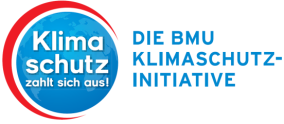 Klima
schutz
zahlt sich aus!
DIE BMU
KLIMASCHUTZ-
INITIATIVE